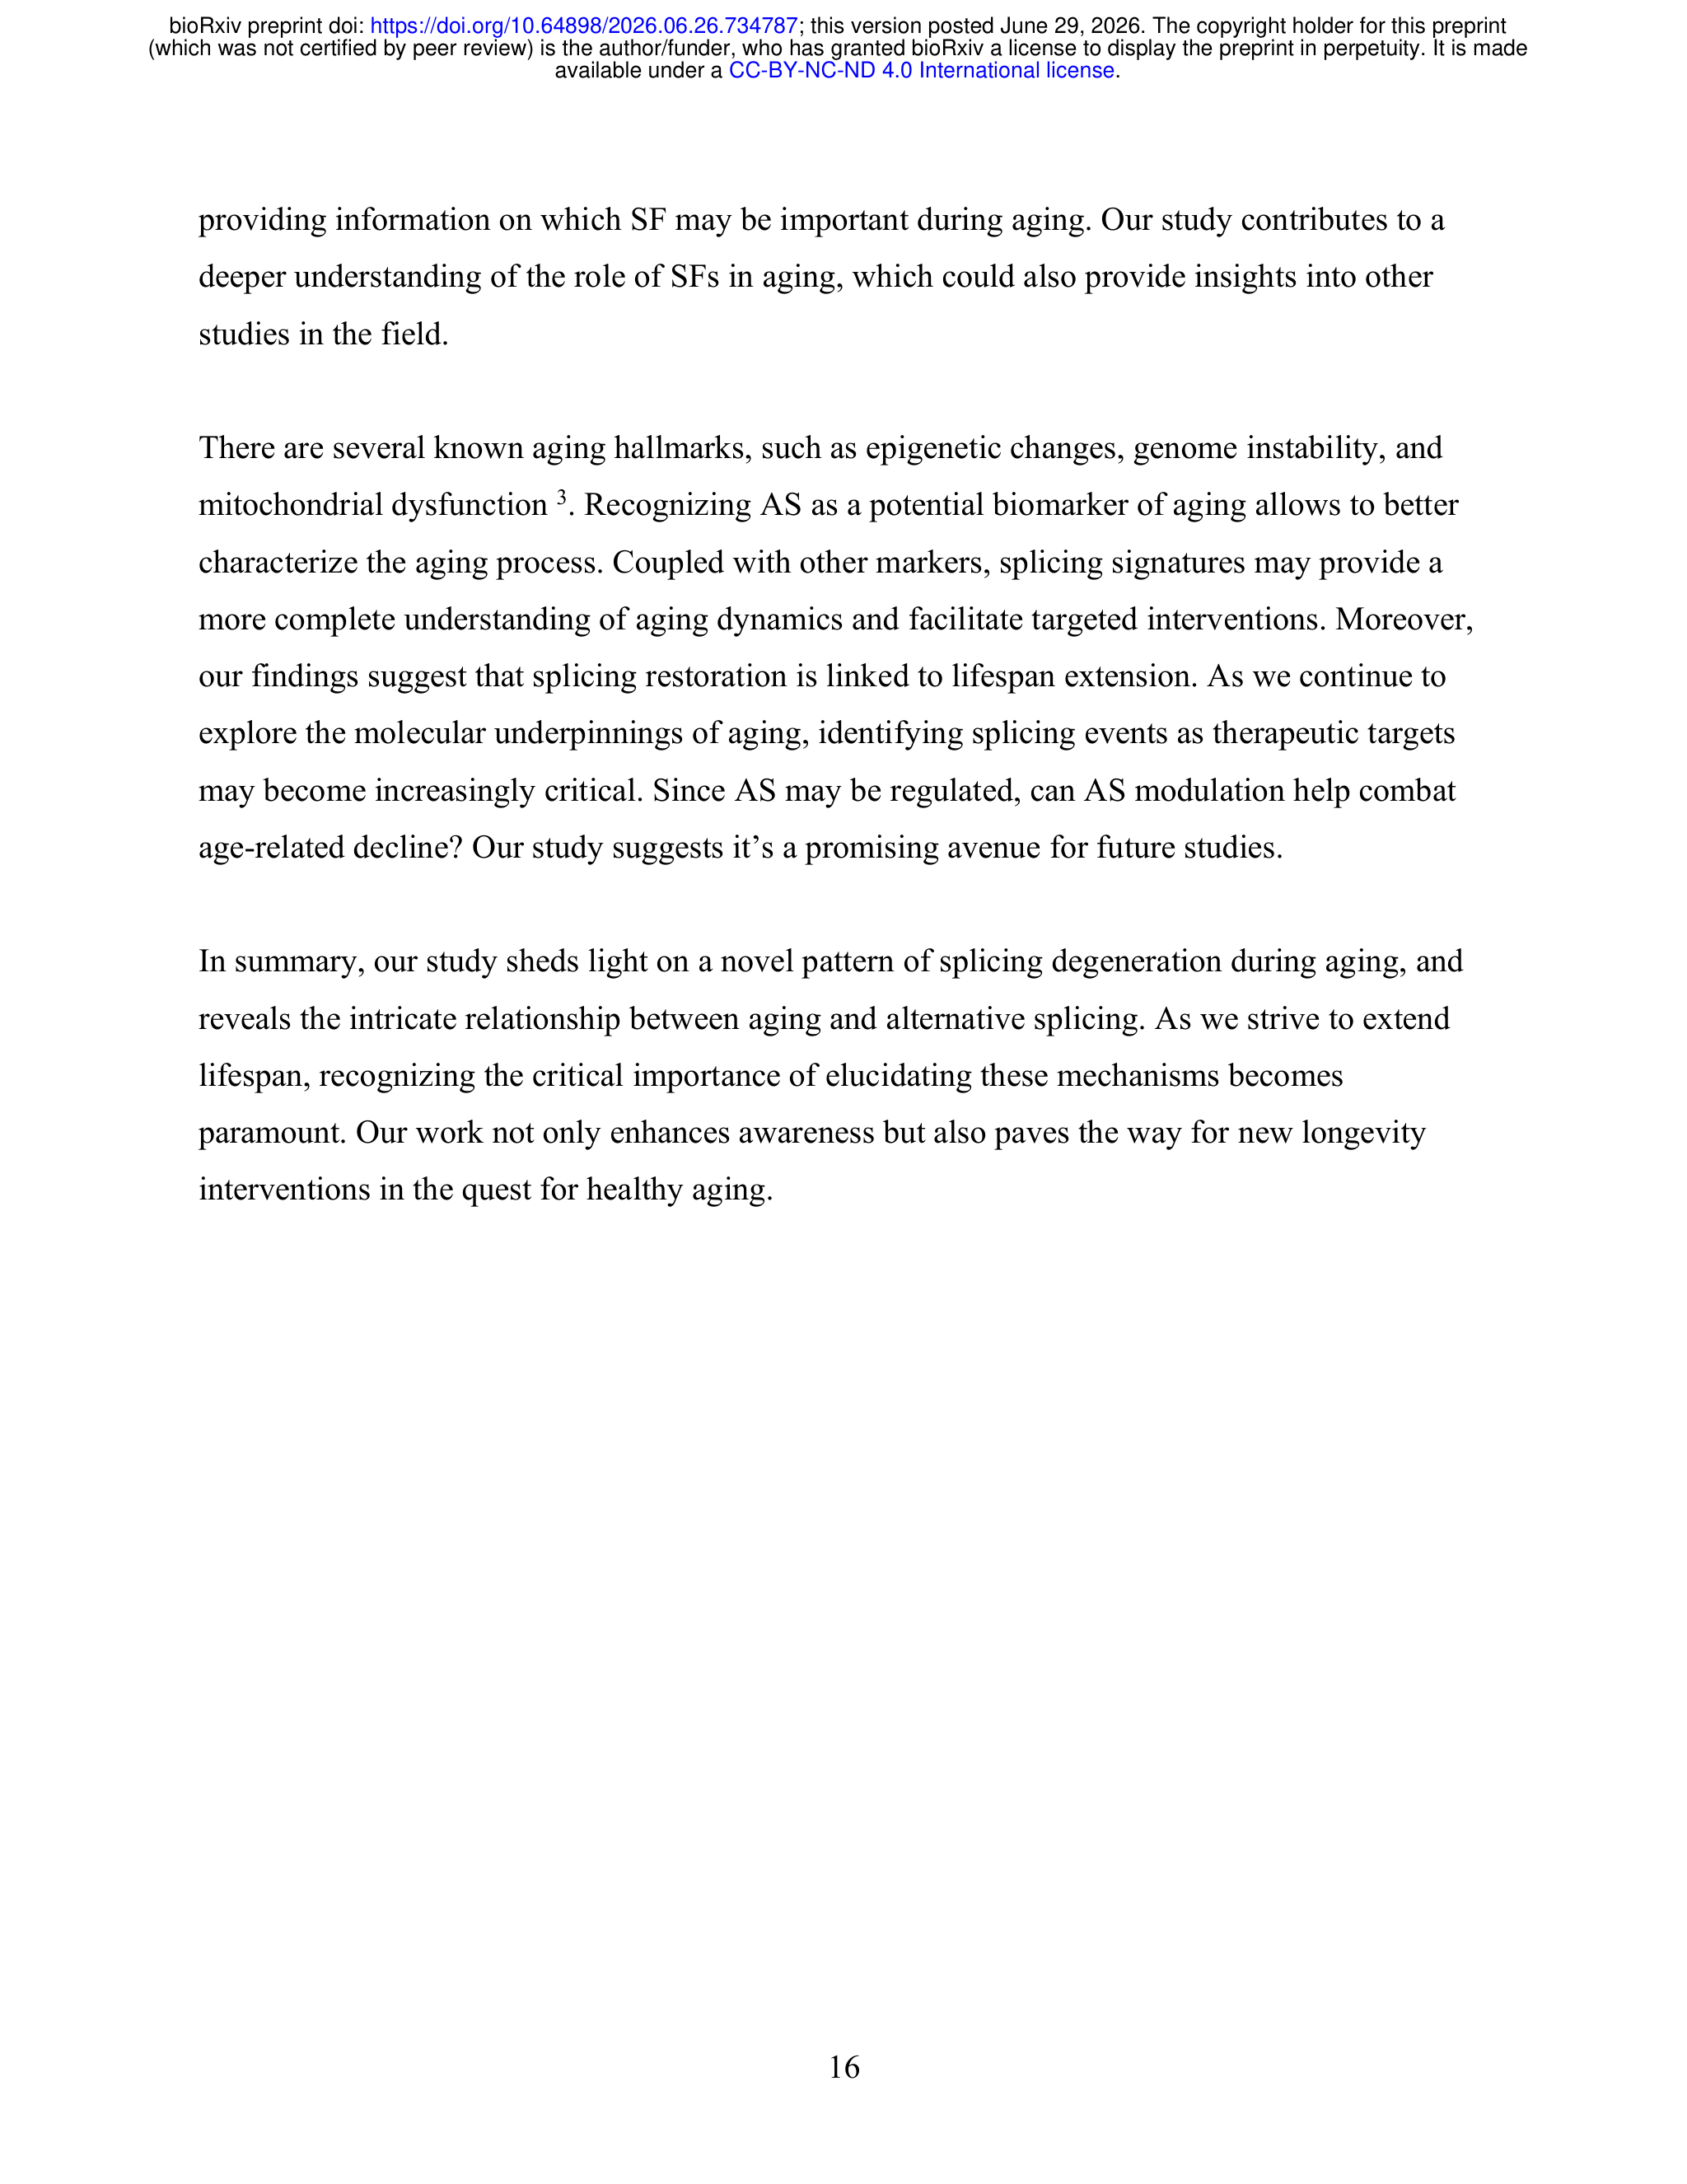 bioRxiv preprint doi: https://doi.org/10.64898/2026.06.26.734787; this version posted June 29, 2026. The copyright holder for this preprint
(which was not certified by peer review) is the author/funder, who has granted bioRxiv a license to display the preprint in perpetuity. It is made
available under a CC-BY-NC-ND 4.0 International license.
providing information on which SF may be important during aging. Our study contributes to a
deeper understanding of the role of SFs in aging, which could also provide insights into other
studies in the field.
There are several known aging hallmarks, such as epigenetic changes, genome instability, and
mitochondrial dysfunction 3. Recognizing AS as a potential biomarker of aging allows to better
characterize the aging process. Coupled with other markers, splicing signatures may provide a
more complete understanding of aging dynamics and facilitate targeted interventions. Moreover,
our findings suggest that splicing restoration is linked to lifespan extension. As we continue to
explore the molecular underpinnings of aging, identifying splicing events as therapeutic targets
may become increasingly critical. Since AS may be regulated, can AS modulation help combat
age-related decline? Our study suggests it’s a promising avenue for future studies.
In summary, our study sheds light on a novel pattern of splicing degeneration during aging, and
reveals the intricate relationship between aging and alternative splicing. As we strive to extend
lifespan, recognizing the critical importance of elucidating these mechanisms becomes
paramount. Our work not only enhances awareness but also paves the way for new longevity
interventions in the quest for healthy aging.
16